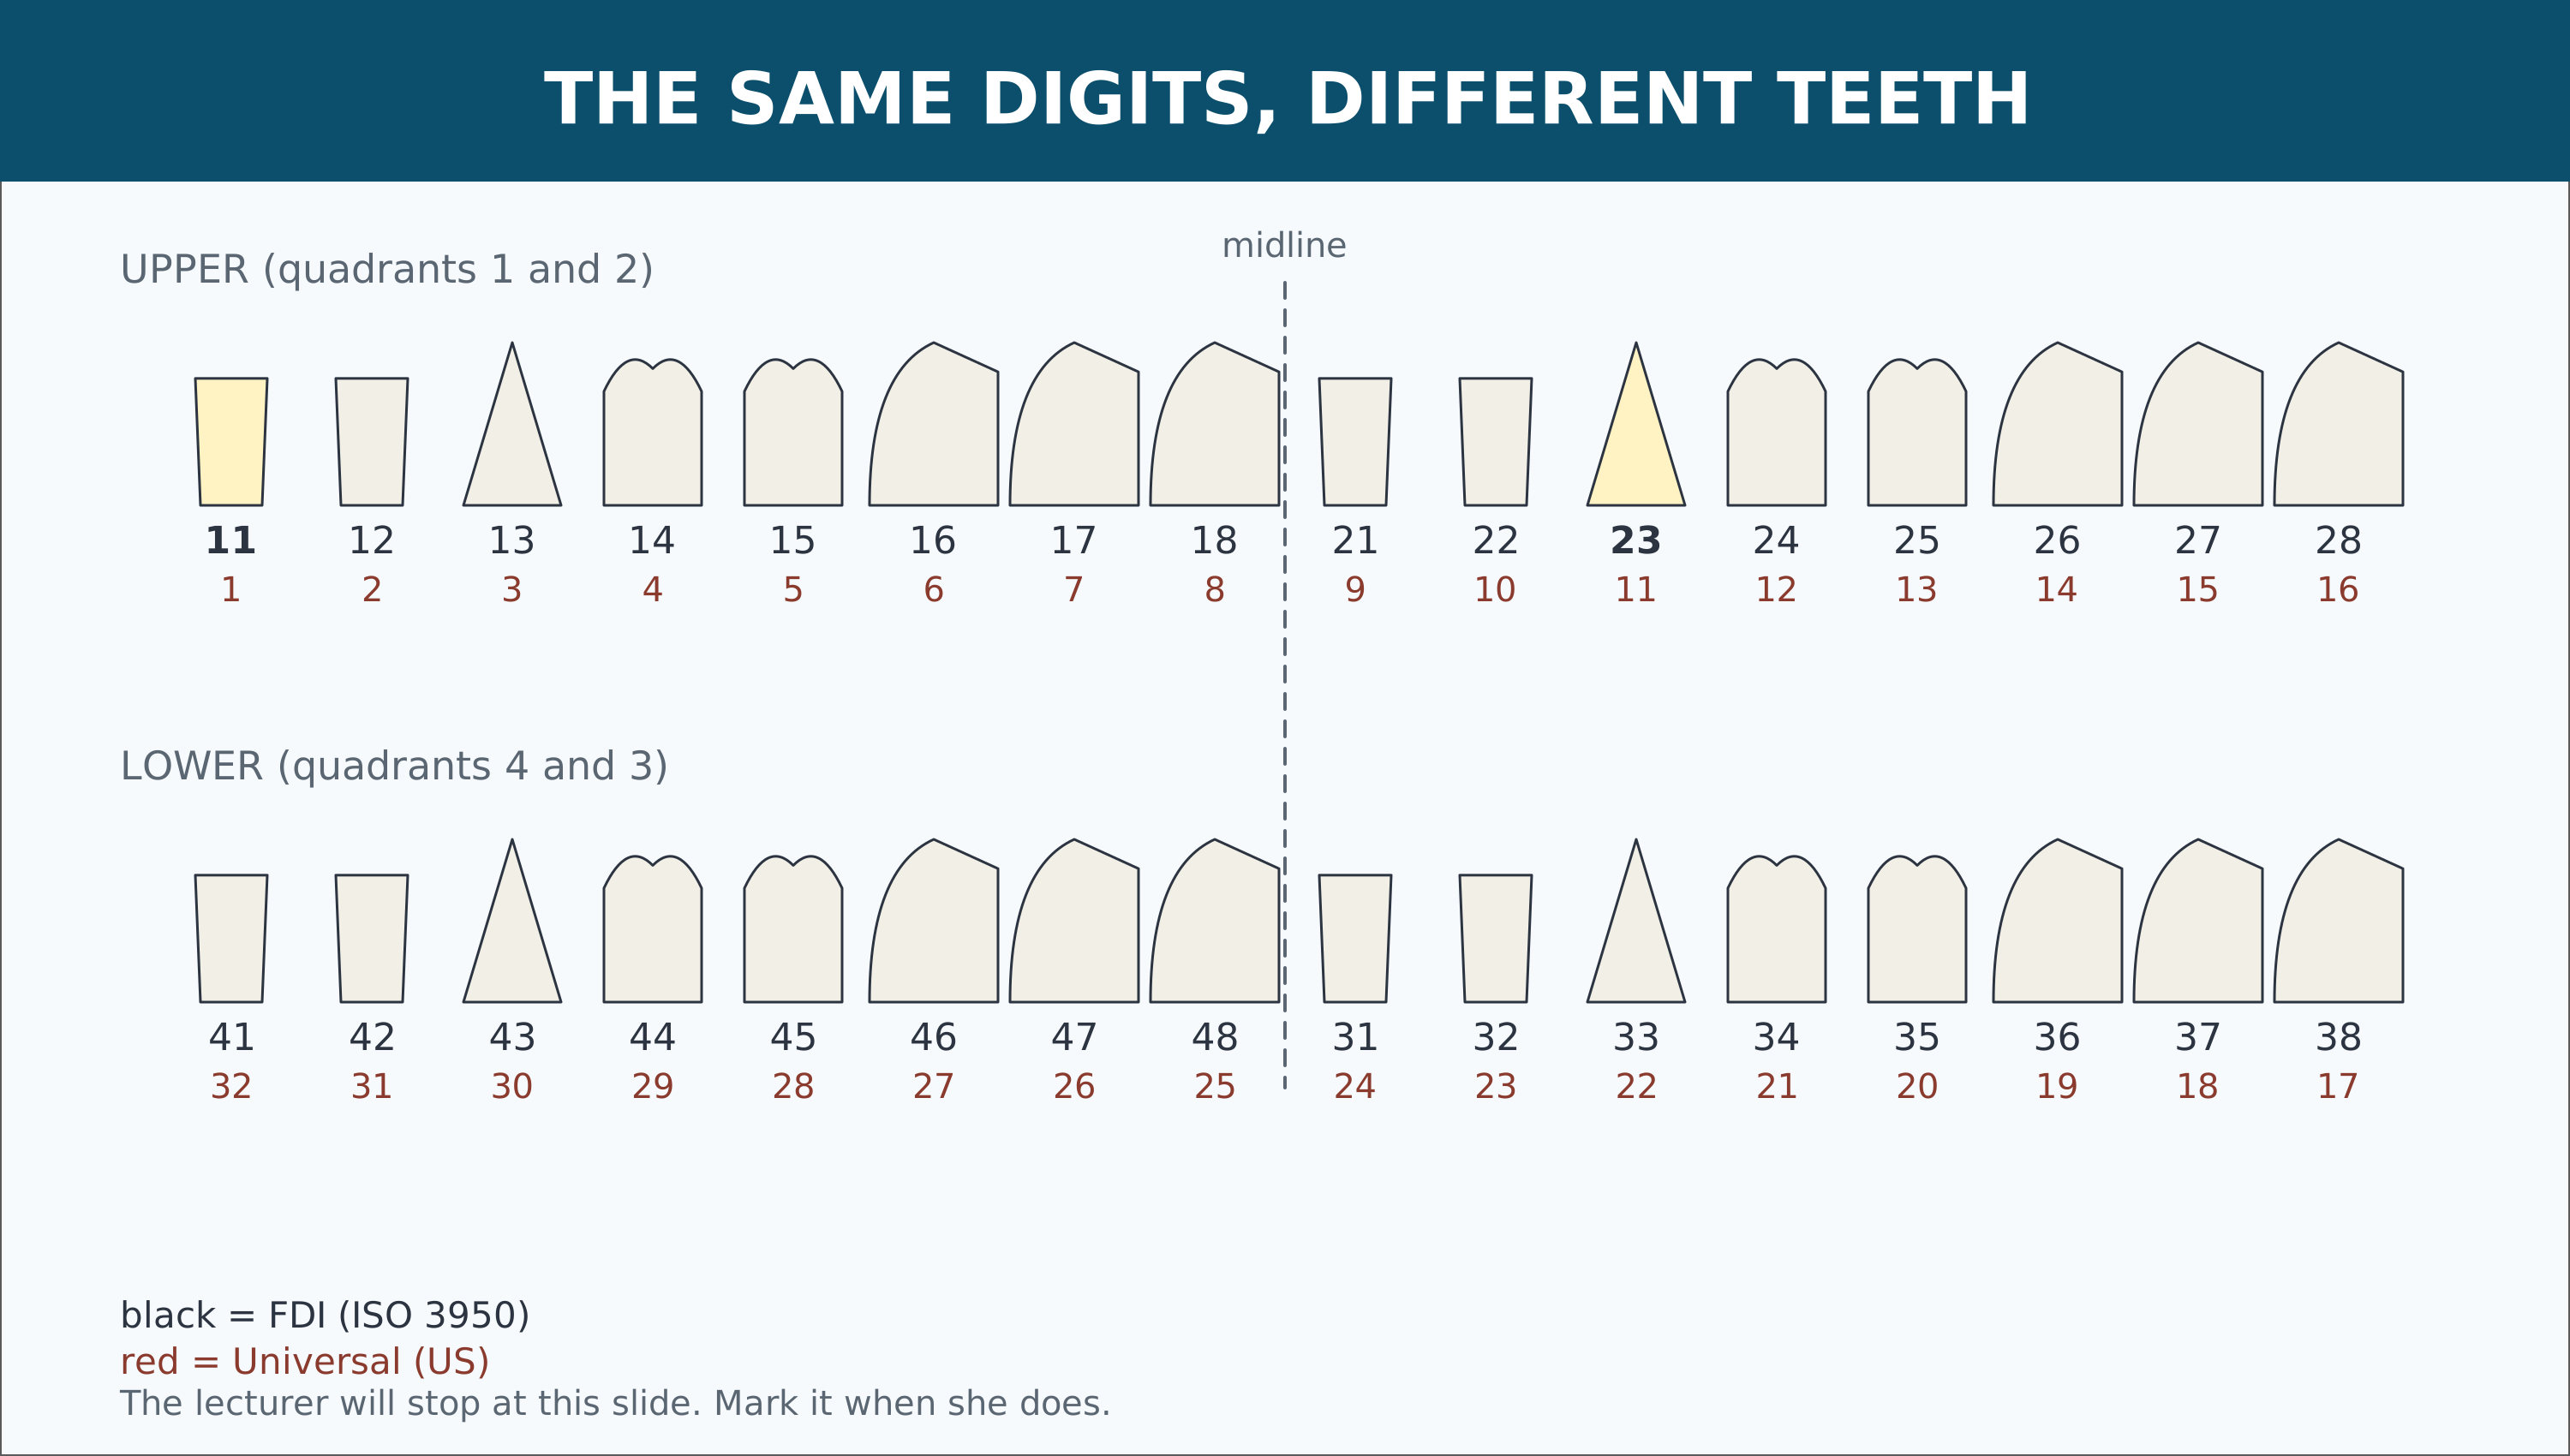 THE SAME DIGITS, DIFFERENT TEETH
midline
UPPER (quadrants 1 and 2)
11 12 13 14 15 16 17 18 21 22 23 24 25 26 27 28
1 2 3 4 5 6 7 8 9 10 11 12 13 14 15 16
LOWER (quadrants 4 and 3)
41 42 43 44 45 46 47 48 31 32 33 34 35 36 37 38
32 31 30 29 28 27 26 25 24 23 22 21 20 19 18 17
black = FDI (ISO 3950)
red = Universal (US)
The lecturer will stop at this slide. Mark it when she does.